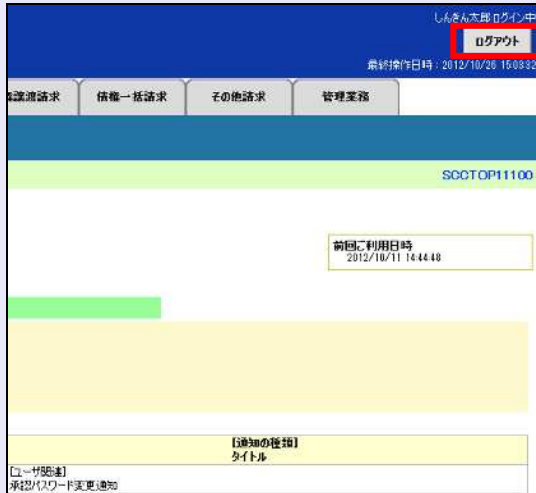 しんきん太郎ログイン中
ログアウト
最終操作日時：2012/10/26 15:03:32
譲渡請求
債権一括請求
その他請求
管理業務
SCCTOP11100
前回ご利用日時
2012/10/11 14:44:48
【通知の種類】
タイトル
【ユーザ関連】
承認パスワード変更通知